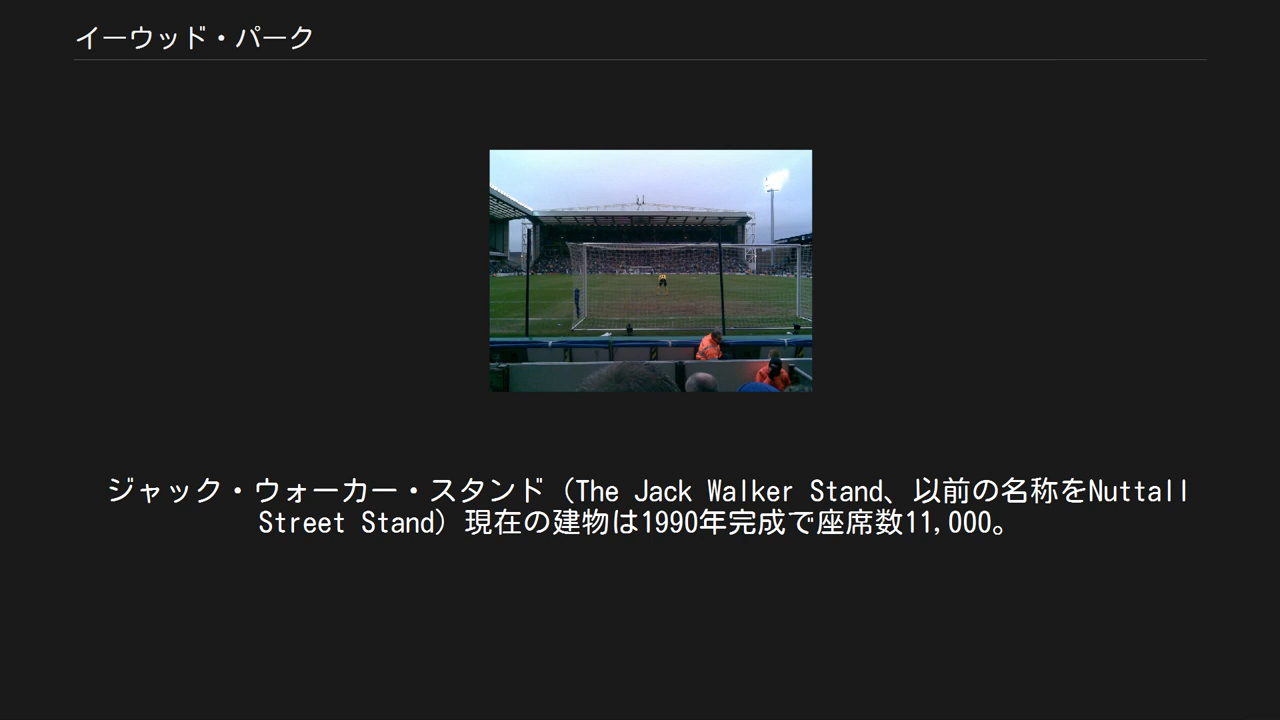 イーウッド・パーク
ジャック・ウォーカー・スタンド（The Jack Walker Stand、以前の名称をNuttall
Street Stand）現在の建物は1990年完成で座席数11,000。